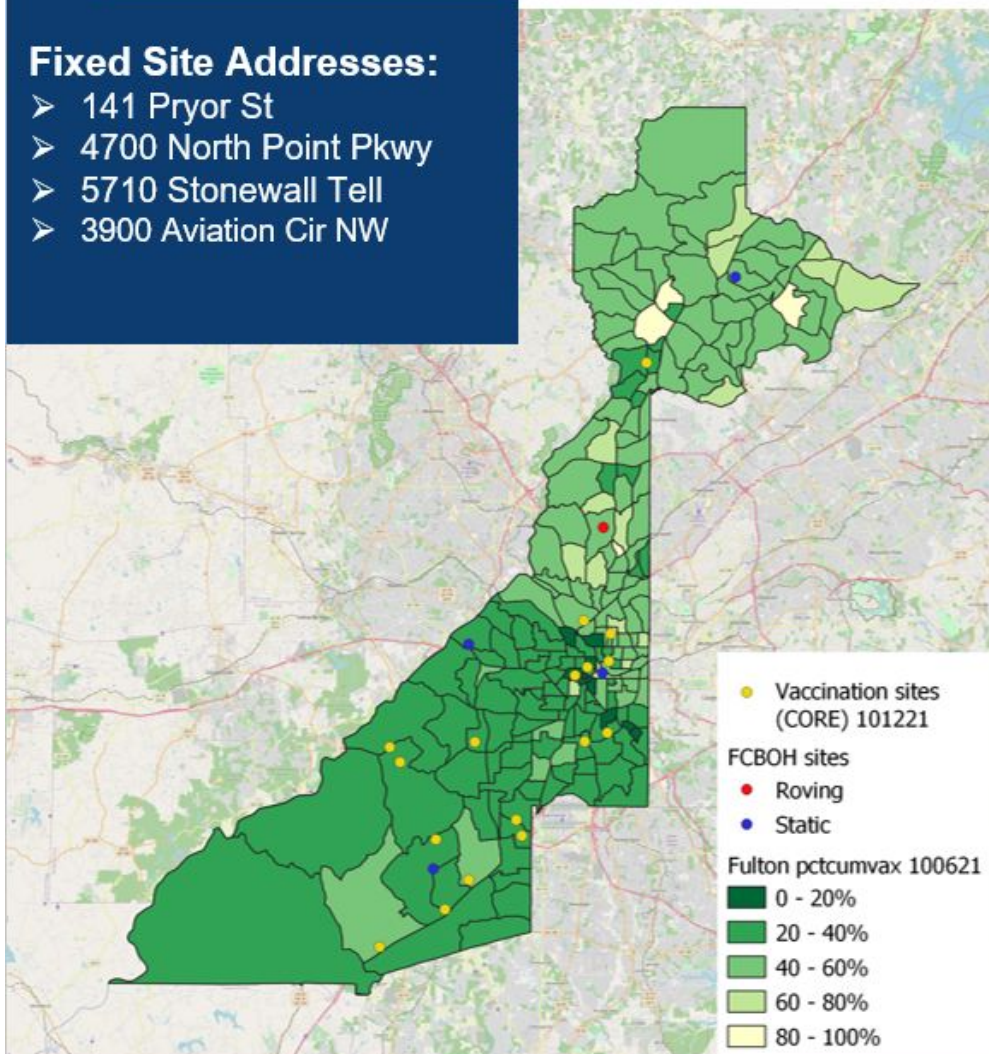 Fixed Site Addresses:
➢ 141 Pryor St
➢ 4700 North Point Pkwy
➢ 5710 Stonewall Tell
➢ 3900 Aviation Cir NW
Vaccination sites
(CORE) 101221
FCBOH sites
Roving
Static
Fulton pctcumvax 100621
0 - 20%
20 - 40%
40 - 60%
60 - 80%
80 - 100%